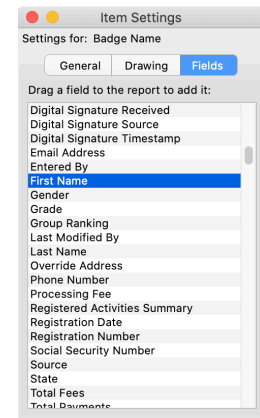 Item Settings
Settings for: Badge Name
General Drawing Fields
Drag a field to the report to add it:
Digital Signature Received
Digital Signature Source
Digital Signature Timestamp
Email Address
Entered By
First Name
Gender
Grade
Group Ranking
Last Modified By
Last Name
Override Address
Phone Number
Processing Fee
Registered Activities Summary
Registration Date
Registration Number
Social Security Number
Source
State
Total Fees
Total Payments